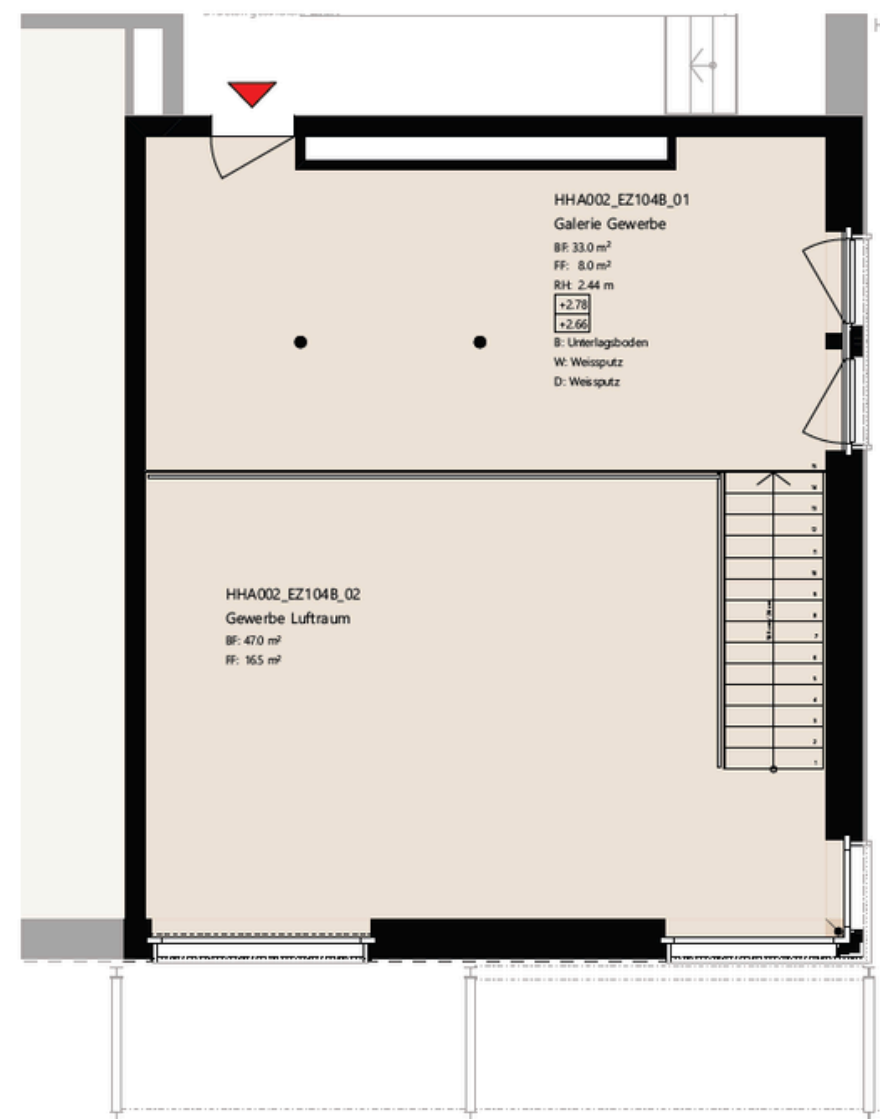 HHA002_EZ104B_01
Galerie Gewerbe
BF: 33.0 m²
FF: 8.0 m²
RH: 2.44 m
+2.78
+2.66
B: Unterlagsboden
W: Weissputz
D: Weissputz
HHA002_EZ104B_02
Gewerbe Luftraum
BF: 47.0 m²
FF: 16.5 m²